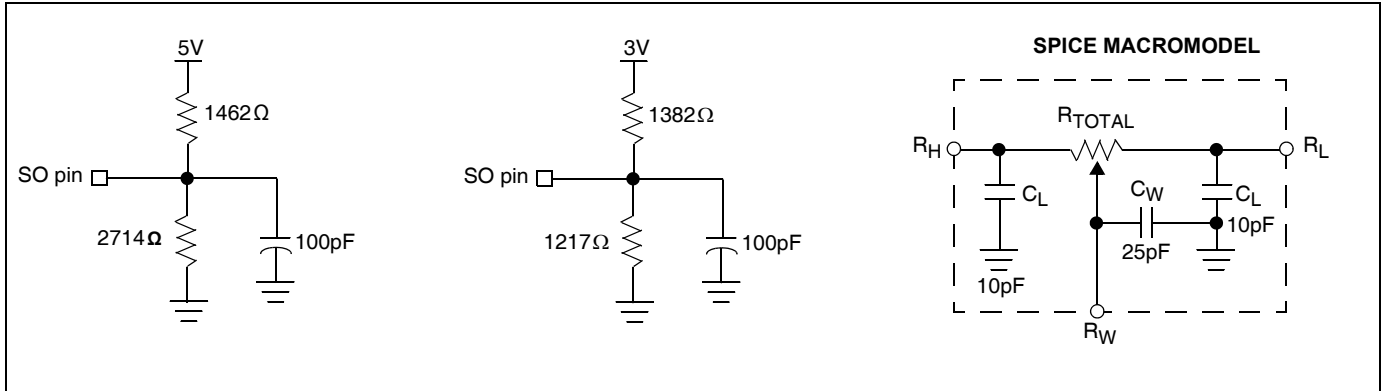 5V
1462Ω
SO pin
2714Ω
100pF
3V
1382Ω
SO pin
1217Ω
100pF
SPICE MACROMODEL
RTOTAL
RH
RL
CL
CW
CL
10pF
25pF
10pF
RW